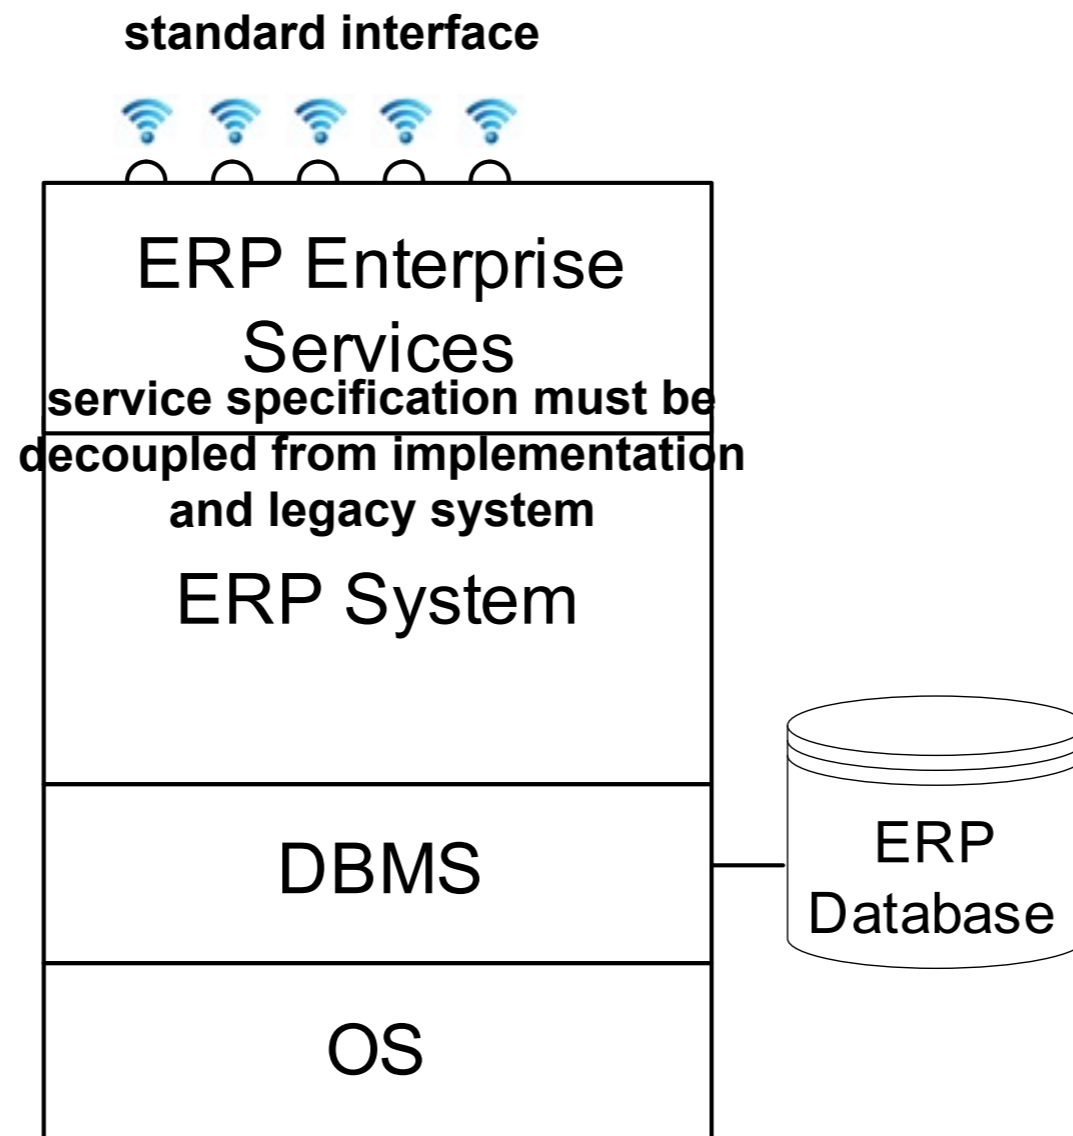 standard interface
ERP Enterprise
Services
service specification must be
decoupled from implementation
and legacy system
ERP System
DBMS
ERP
Database
OS